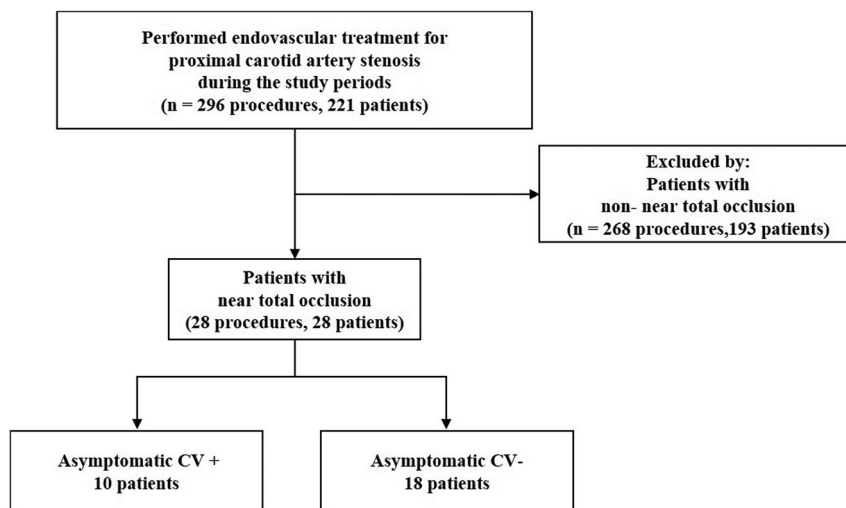 Performed endovascular treatment for
proximal carotid artery stenosis
during the study periods
(n = 296 procedures, 221 patients)
Excluded by:
Patients with
non- near total occlusion
(n = 268 procedures,193 patients)
Patients with
near total occlusion
(28 procedures, 28 patients)
Asymptomatic CV +
10 patients
Asymptomatic CV-
18 patients